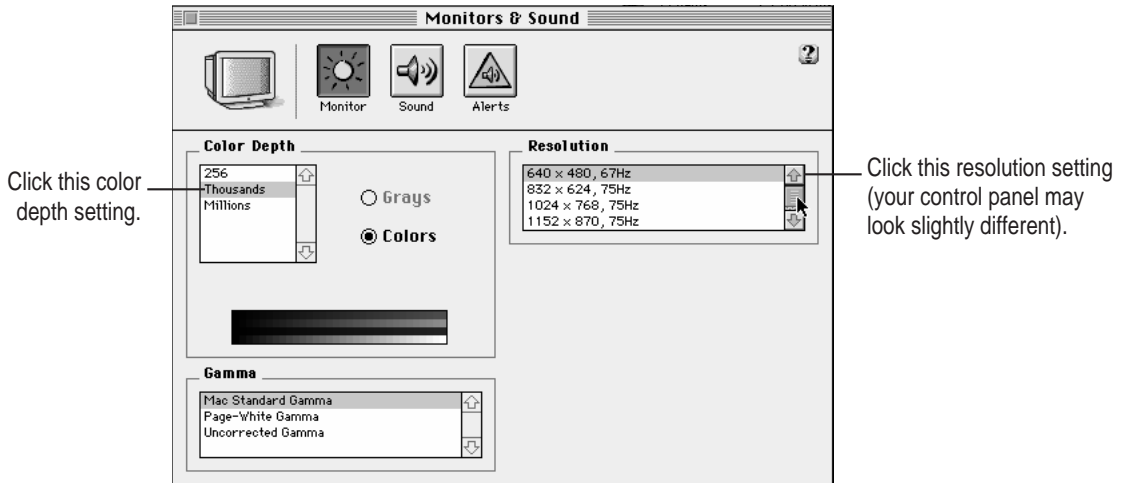 Monitors & Sound
Monitor
Sound
Alerts
Color Depth
256
Thousands
Millions
Grays
Colors
Resolution
640 × 480, 67Hz
832 × 624, 75Hz
1024 × 768, 75Hz
1152 × 870, 75Hz
Click this color
depth setting.
Click this resolution setting
(your control panel may
look slightly different).
Gamma
Mac Standard Gamma
Page-White Gamma
Uncorrected Gamma